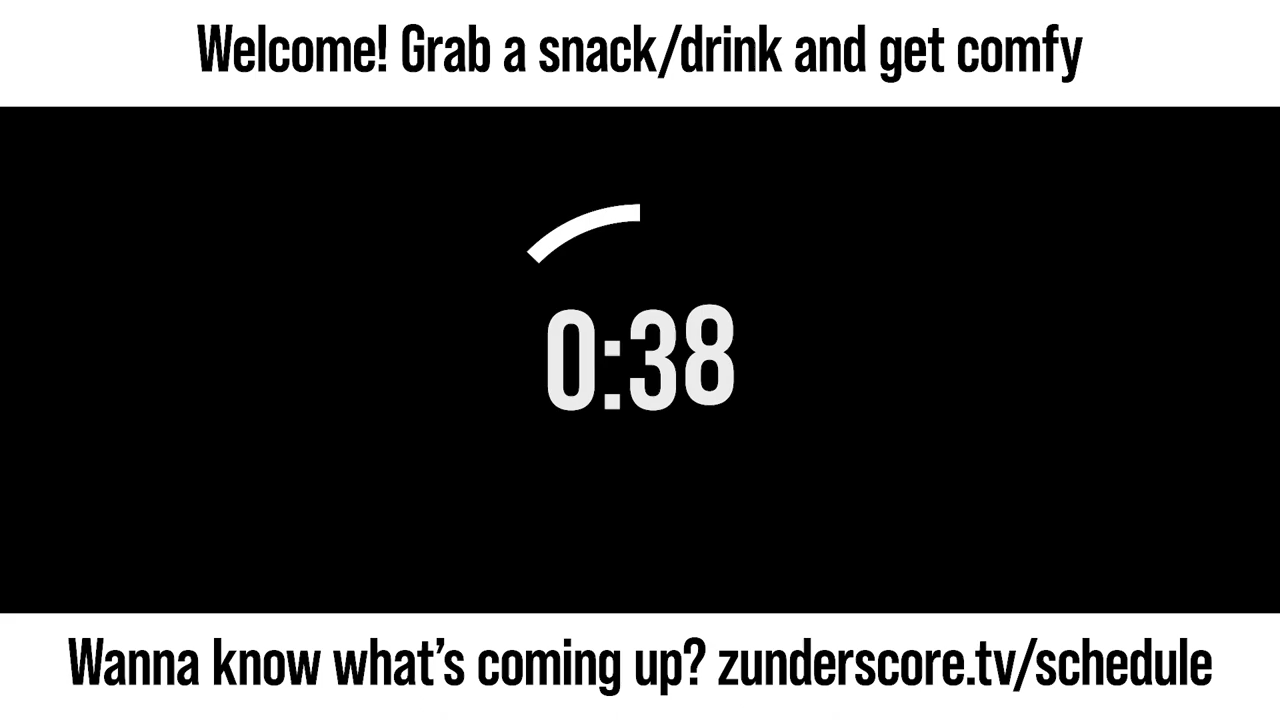 Welcome! Grab a snack/drink and get comfy
0:38
Wanna know what's coming up? zunderscore.tv/schedule